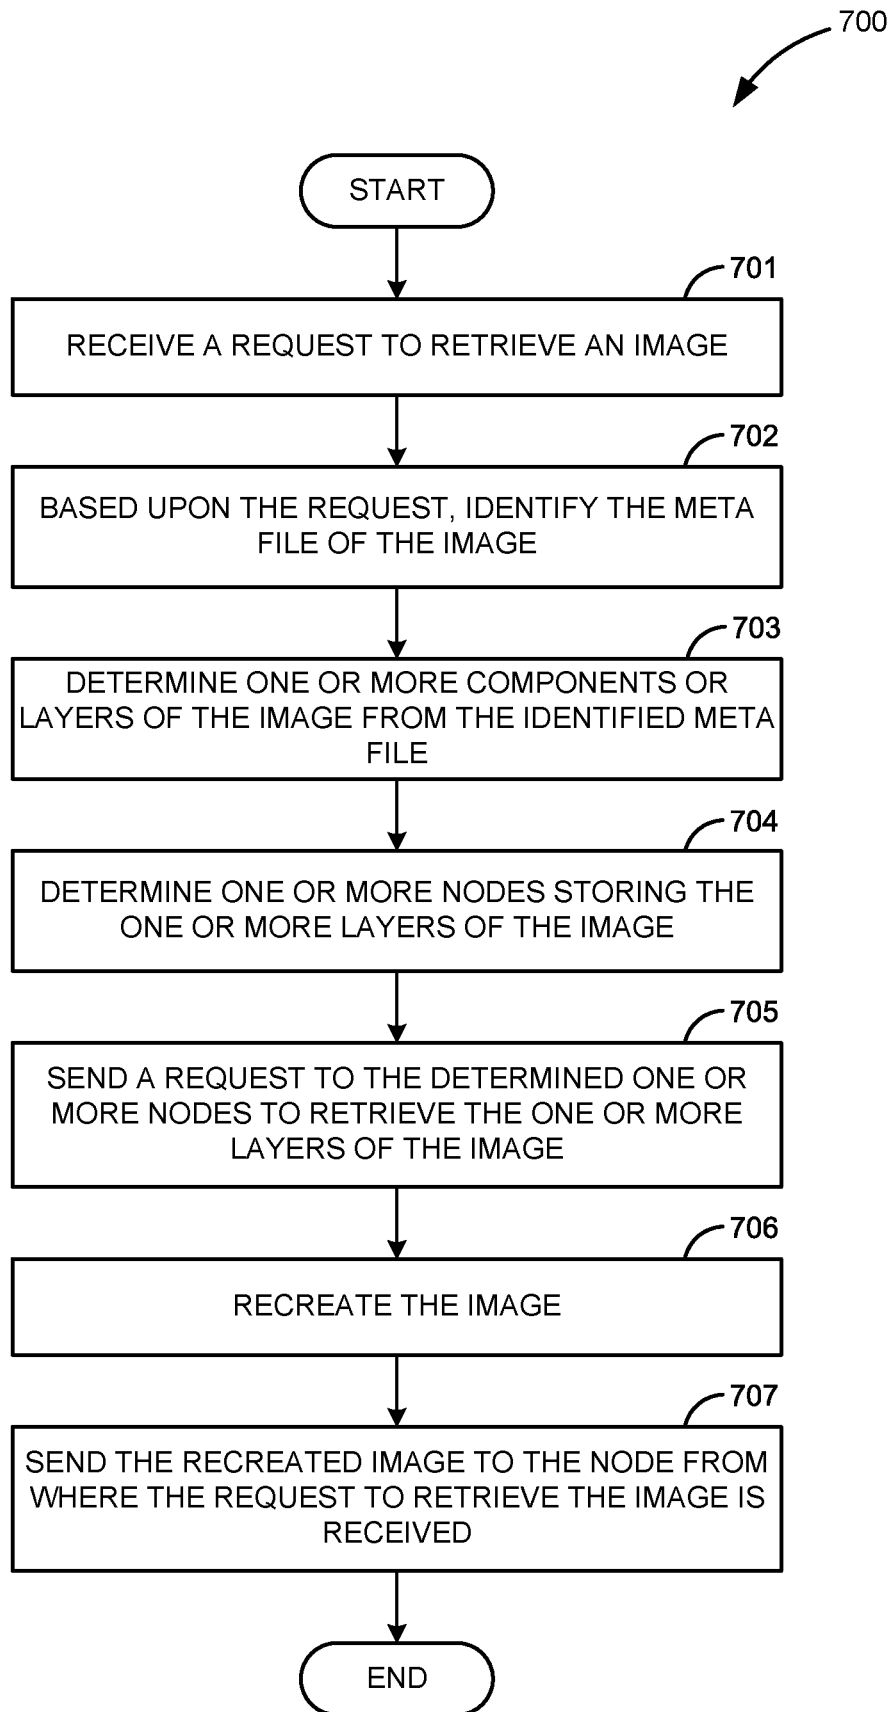 700
START
701
RECEIVE A REQUEST TO RETRIEVE AN IMAGE
702
BASED UPON THE REQUEST, IDENTIFY THE META
FILE OF THE IMAGE
703
DETERMINE ONE OR MORE COMPONENTS OR
LAYERS OF THE IMAGE FROM THE IDENTIFIED META
FILE
704
DETERMINE ONE OR MORE NODES STORING THE
ONE OR MORE LAYERS OF THE IMAGE
705
SEND A REQUEST TO THE DETERMINED ONE OR
MORE NODES TO RETRIEVE THE ONE OR MORE
LAYERS OF THE IMAGE
706
RECREATE THE IMAGE
707
SEND THE RECREATED IMAGE TO THE NODE FROM
WHERE THE REQUEST TO RETRIEVE THE IMAGE IS
RECEIVED
END